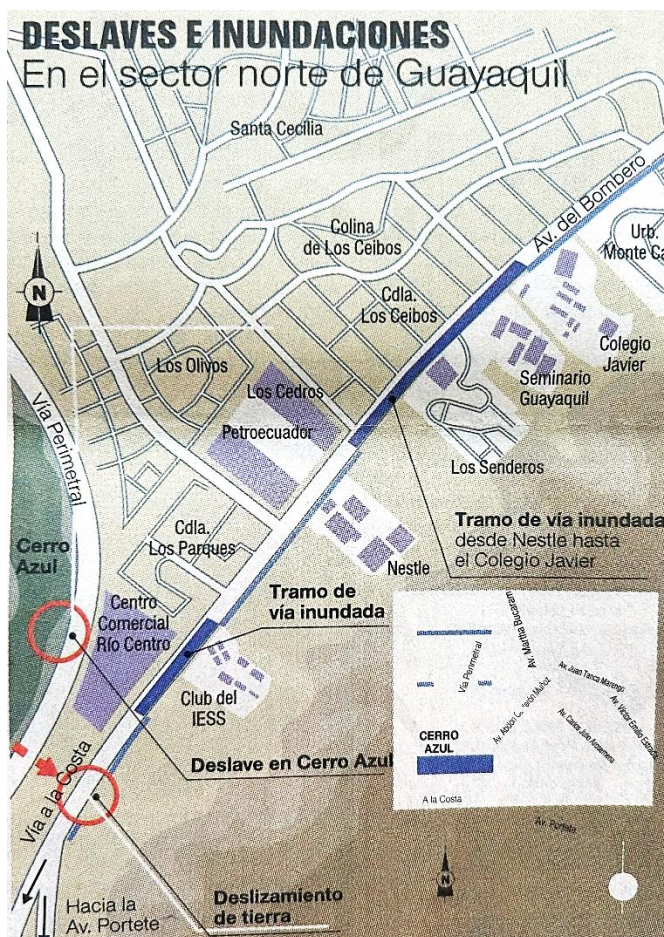 DESLAVES E INUNDACIONES
En el sector norte de Guayaquil
Santa Cecília
Av. del Bombero
Colina
de Los Ceibos
Urb.
Monte Ca
Cdla.
Los Ceibos
N
Colegio
Javier
Los Olivos
Seminario
Guayaquil
Los Cedros
Petroecuador
Vía Perimetral
Los Senderos
Tramo de vía inundada
desde Nestle hasta
el Colegio Javier
Cdla.
Los Parques
Nestle
Cerro
Azul
Tramo de
vía inundada
Centro
Comercial
Río Centro
Club del
IESS
Deslave en Cerro Azul
Vía a la Costa
Deslizamiento
de tierra
Hacia la
Av. Portete
Av. Martha Bucaram
Vía Perimetral
Av. Juan Tanca Marengo
Av. Víctor Emilio Estrada
Av. Carlos Julio Arosemena
CERRO
AZUL
A la Costa
Av. Portete
N